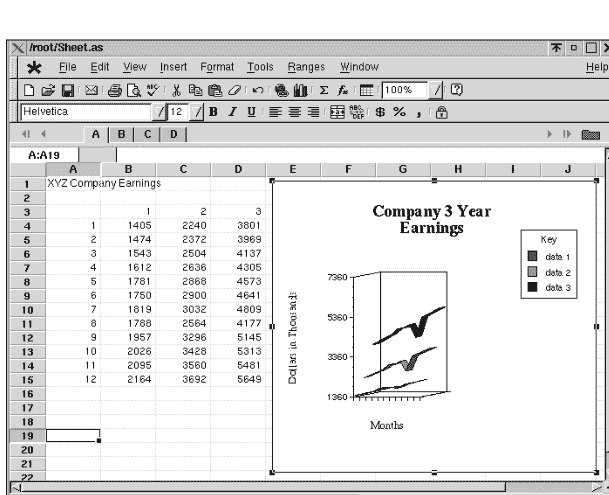 /root/Sheet.as
File Edit View Insert Format Tools Ranges Window Help
Σ 100%
Helvetica 12 B I U ABC DEF $ % ,
A B C D
A:A19
A B C D E F G H I J
1 XYZ Company Earnings
2
3 1 2 3
4 1 1405 2240 3801
5 2 1474 2372 3969
6 3 1543 2504 4137
7 4 1612 2636 4305
8 5 1781 2868 4573
9 6 1750 2900 4641
10 7 1819 3032 4809
11 8 1788 2564 4177
12 9 1957 3296 5145
13 10 2026 3428 5313
14 11 2095 3560 5481
15 12 2164 3692 5649
16
17
18
19
20
21
22
Company 3 Year
Earnings
Key
data 1
data 2
data 3
7360
5360
3360
1360
Dollars in Thousands
Months